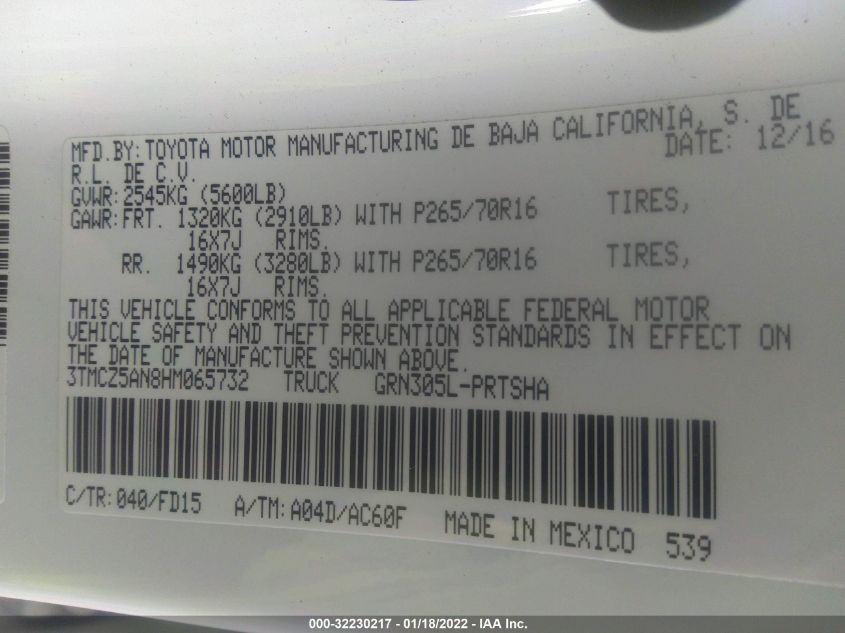 MFD.BY:TOYOTA MOTOR MANUFACTURING DE BAJA CALIFORNIA, S. DE
R.L. DE C.V. DATE: 12/16
GVWR:2545KG (5600LB)
GAWR:FRT. 1320KG (2910LB) WITH P265/70R16 TIRES,
16X7J RIMS.
RR. 1490KG (3280LB) WITH P265/70R16 TIRES,
16X7J RIMS.
THIS VEHICLE CONFORMS TO ALL APPLICABLE FEDERAL MOTOR
VEHICLE SAFETY AND THEFT PREVENTION STANDARDS IN EFFECT ON
THE DATE OF MANUFACTURE SHOWN ABOVE.
3TMCZ5AN8HM065732 TRUCK GRN305L-PRTSHA
C/TR:040/FD15 A/TM:A04D/AC60F MADE IN MEXICO 539
000-32230217 - 01/18/2022 - IAA Inc.